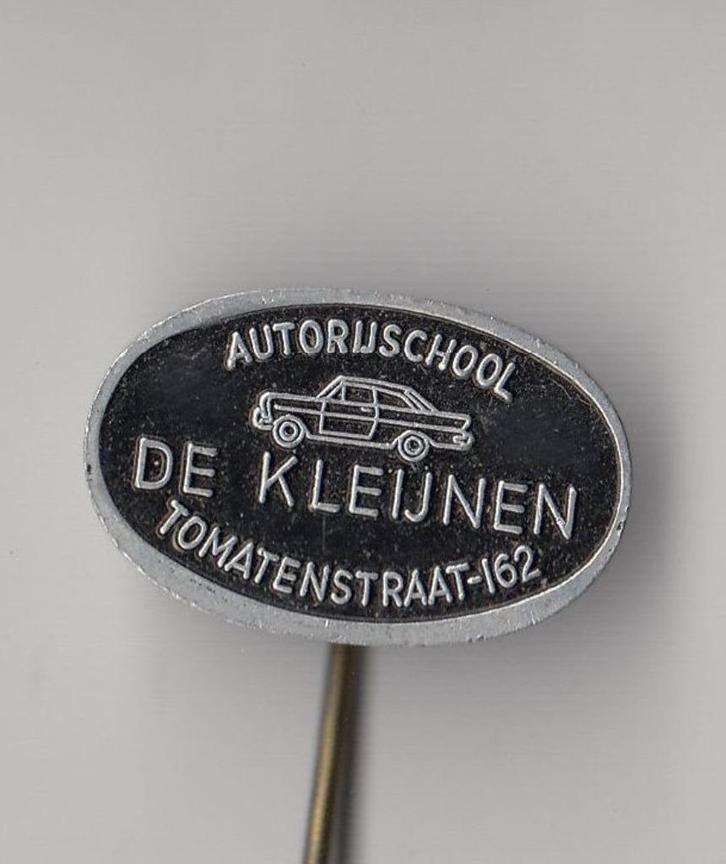 AUTORIJSCHOOL
DE KLEIJNEN
TOMATENSTRAAT-162